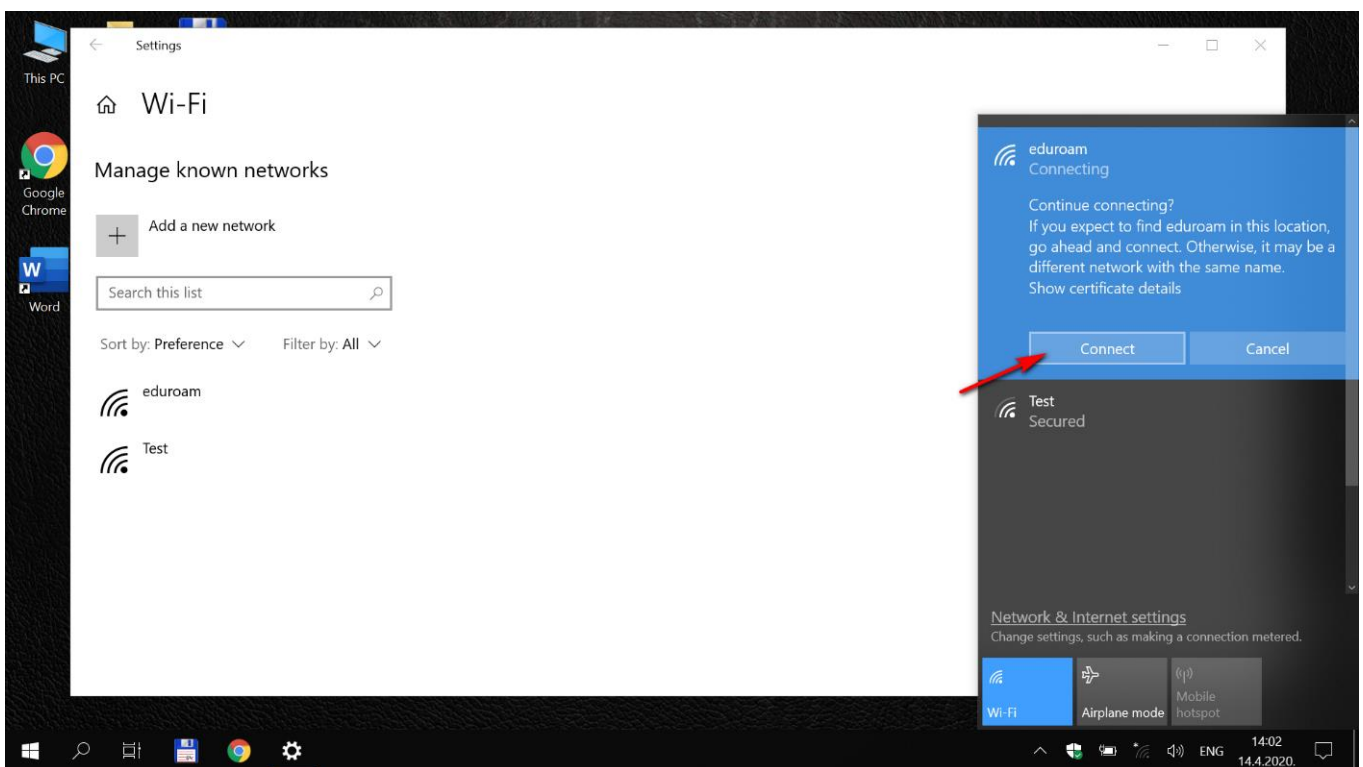 This PC
Google
Chrome
W
Word
Settings
Wi-Fi
Manage known networks
Add a new network
Search this list
Sort by: Preference
Filter by: All
eduroam
Test
eduroam
Connecting
Continue connecting?
If you expect to find eduroam in this location,
go ahead and connect. Otherwise, it may be a
different network with the same name.
Show certificate details
Connect
Cancel
Test
Secured
Network & Internet settings
Change settings, such as making a connection metered.
Wi-Fi
Airplane mode
Mobile
hotspot
ENG
14:02
14.4.2020.